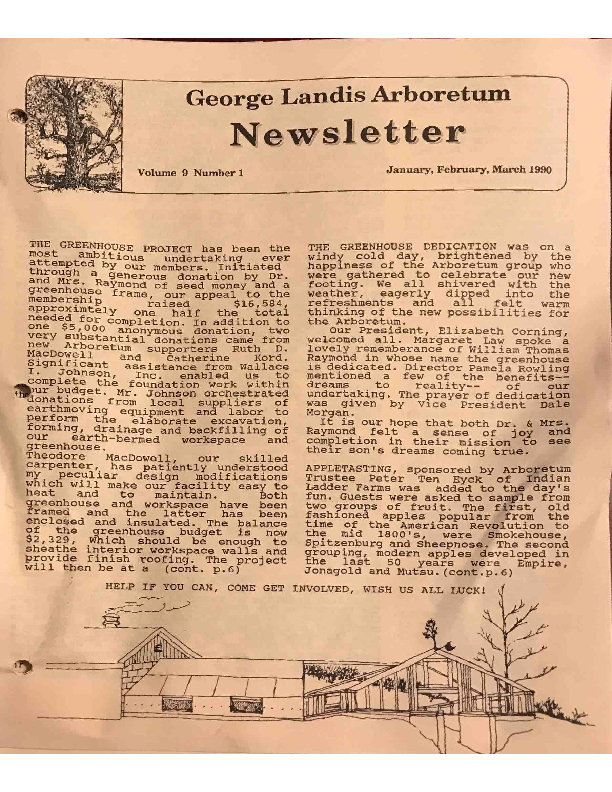 George Landis Arboretum
Newsletter
Volume 9 Number 1
January, February, March 1990
THE GREENHOUSE PROJECT has been the
most ambitious undertaking ever
attempted by our members. Initiated
through a generous donation by Dr.
and Mrs. Raymond of seed money and a
greenhouse frame, our appeal to the
membership raised $16,584,
approximtely one half the total
needed for completion. In addition to
one $5,000 anonymous donation, two
very substantial donations came from
new Arboretum supporters Ruth D.
MacDowell and Catherine Kord.
Significant assistance from Wallace
I. Johnson, Inc. enabled us to
complete the foundation work within
our budget. Mr. Johnson orchestrated
donations from local suppliers of
earthmoving equipment and labor to
perform the elaborate excavation,
forming, drainage and backfilling of
our earth-bermed workspace and
greenhouse.
Theodore MacDowell, our skilled
carpenter, has patiently understood
my peculiar design modifications
which will make our facility easy to
heat and to maintain. Both
greenhouse and workspace have been
framed and the latter has been
enclosed and insulated. The balance
of the greenhouse budget is now
$2,329, which should be enough to
sheathe interior workspace walls and
provide finish roofing. The project
will then be at a (cont. p.6)
THE GREENHOUSE DEDICATION was on a
windy cold day, brightened by the
happiness of the Arboretum group who
were gathered to celebrate our new
footing. We all shivered with the
weather, eagerly dipped into the
refreshments and all felt warm
thinking of the new possibilities for
the Arboretum.
Our President, Elizabeth Corning,
welcomed all. Margaret Law spoke a
lovely rememberance of William Thomas
Raymond in whose name the greenhouse
is dedicated. Director Pamela Rowling
mentioned a few of the benefits--
dreams to reality-- of our
undertaking. The prayer of dedication
was given by Vice President Dale
Morgan.
It is our hope that both Dr. & Mrs.
Raymond felt a sense of joy and
completion in their mission to see
their son's dreams coming true.
APPLETASTING, sponsored by Arboretum
Trustee Peter Ten Eyck of Indian
Ladder Farms was added to the day's
fun. Guests were asked to sample from
two groups of fruit. The first, old
fashioned apples popular from the
time of the American Revolution to
the mid 1800's, were Smokehouse,
Spitzenburg and Sheepnose. The second
grouping, modern apples developed in
the last 50 years were Empire,
Jonagold and Mutsu.(cont.p.6)
HELP IF YOU CAN, COME GET INVOLVED, WISH US ALL LUCK!